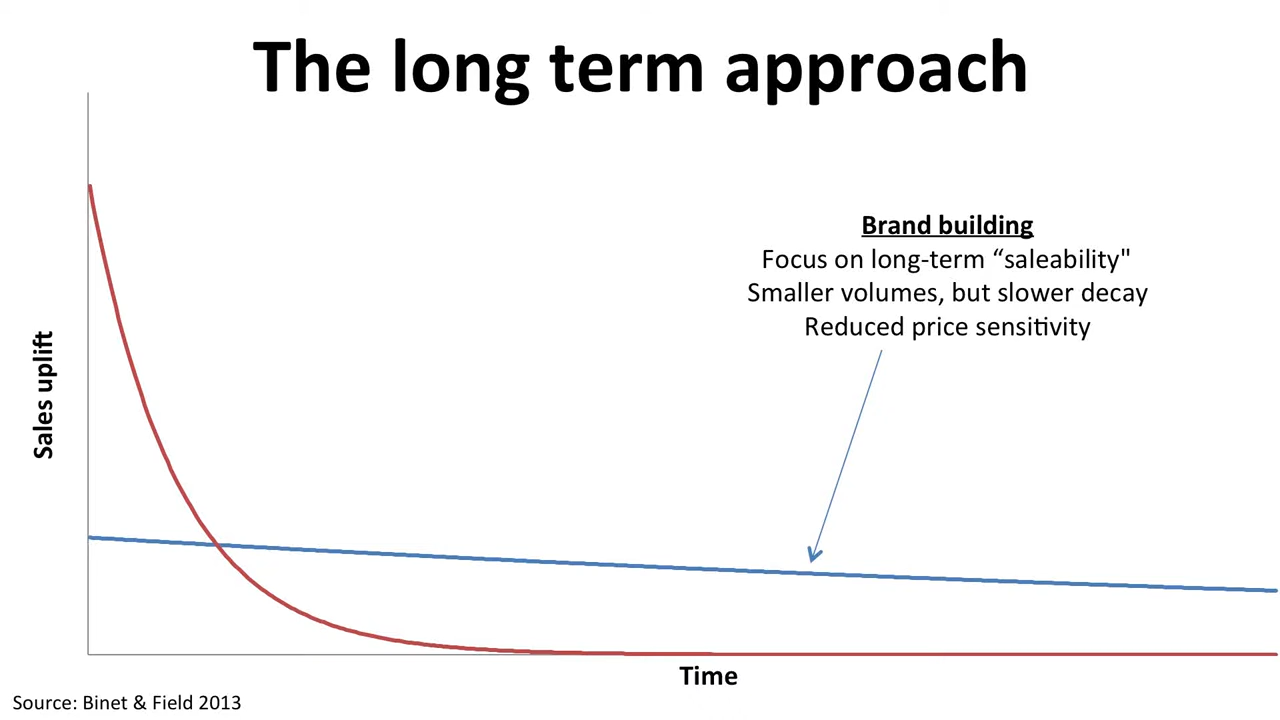 The long term approach
Brand building
Focus on long-term “saleability"
Smaller volumes, but slower decay
Reduced price sensitivity
Sales uplift
Time
Source: Binet & Field 2013